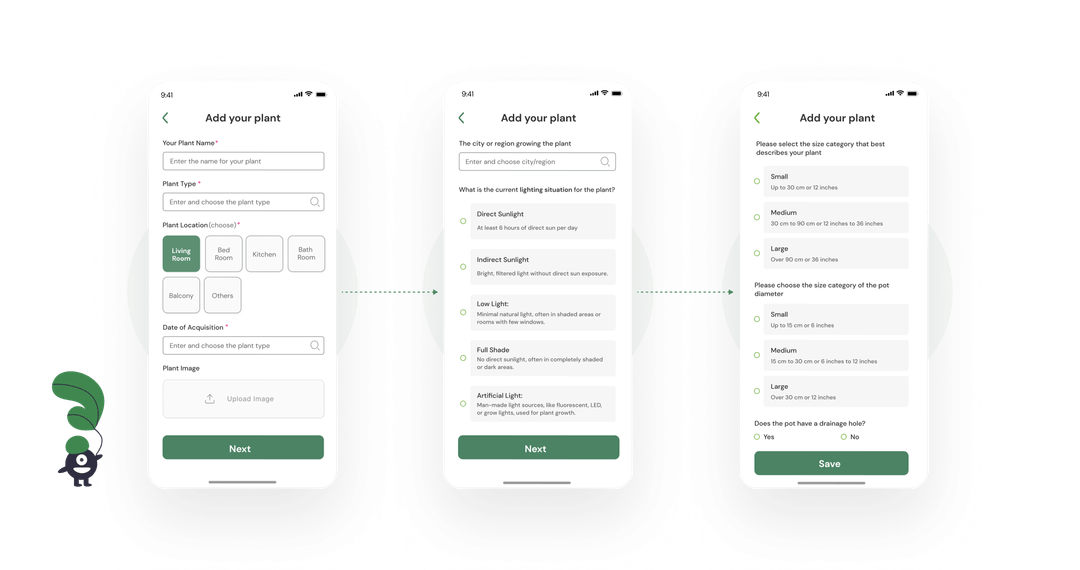 9:41
Add your plant
Your Plant Name*
Enter the name for your plant
Plant Type *
Enter and choose the plant type
Plant Location (choose) *
Living
Room
Bed
Room
Kitchen
Bath
Room
Balcony
Others
Date of Acquisition *
Enter and choose the plant type
Plant Image
Upload Image
Next
9:41
Add your plant
The city or region growing the plant
Enter and choose city/region
What is the current lighting situation for the plant?
Direct Sunlight
At least 6 hours of direct sun per day
Indirect Sunlight
Bright, filtered light without direct sun exposure.
Low Light:
Minimal natural light, often in shaded areas or
rooms with few windows.
Full Shade
No direct sunlight, often in completely shaded
or dark areas.
Artificial Light:
Man-made light sources, like fluorescent, LED,
or grow lights, used for plant growth.
Next
9:41
Add your plant
Please select the size category that best
describes your plant
Small
Up to 30 cm or 12 inches
Medium
30 cm to 90 cm or 12 inches to 36 inches
Large
Over 90 cm or 36 inches
Please choose the size category of the pot
diameter
Small
Up to 15 cm or 6 inches
Medium
15 cm to 30 cm or 6 inches to 12 inches
Large
Over 30 cm or 12 inches
Does the pot have a drainage hole?
Yes
No
Save